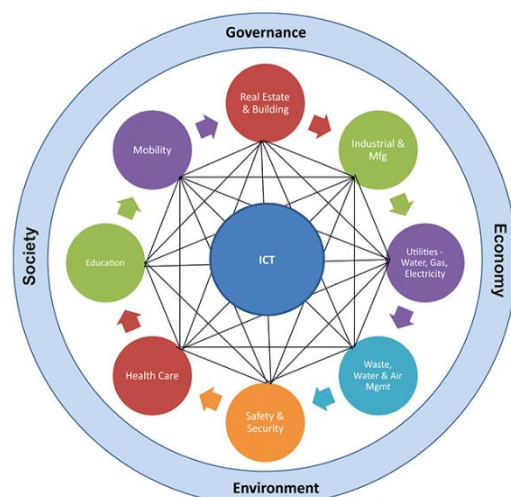 Governance
Real Estate
& Building
Mobility
Industrial &
Mfg
Society
Education
ICT
Utilities -
Water, Gas,
Electricity
Economy
Health Care
Waste,
Water & Air
Mgmt
Safety &
Security
Environment